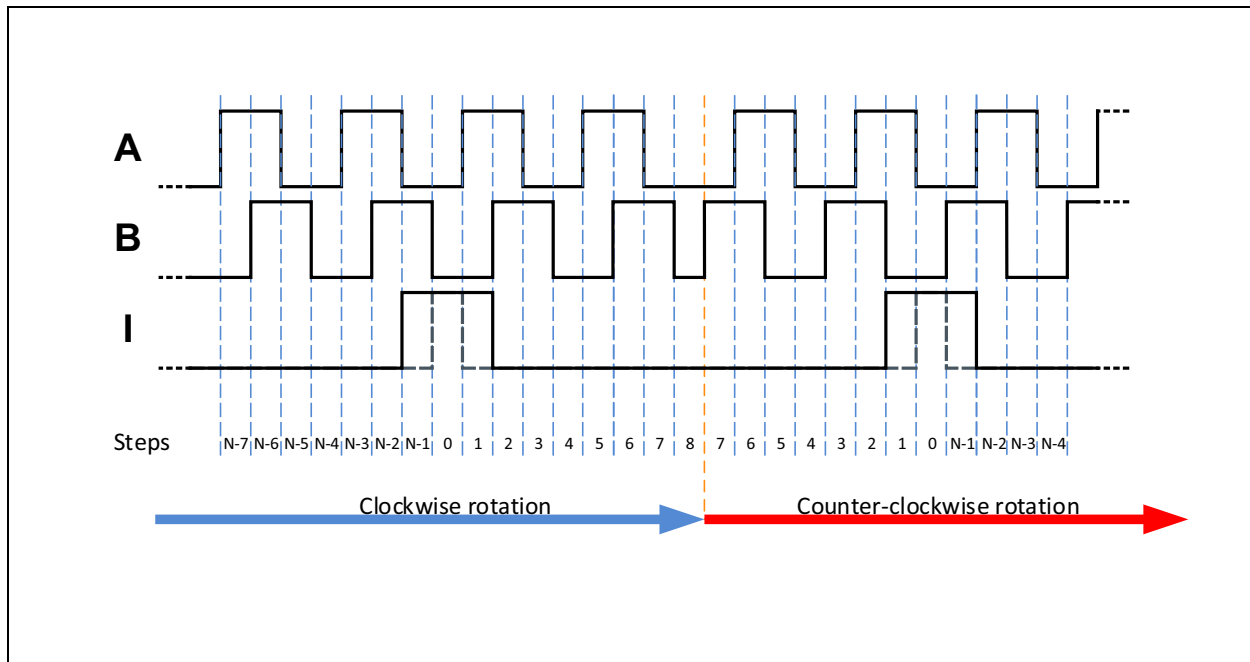 A
B
I
Steps N-7 N-6 N-5 N-4 N-3 N-2 N-1 0 1 2 3 4 5 6 7 8 7 6 5 4 3 2 1 0 N-1 N-2 N-3 N-4
Clockwise rotation Counter-clockwise rotation